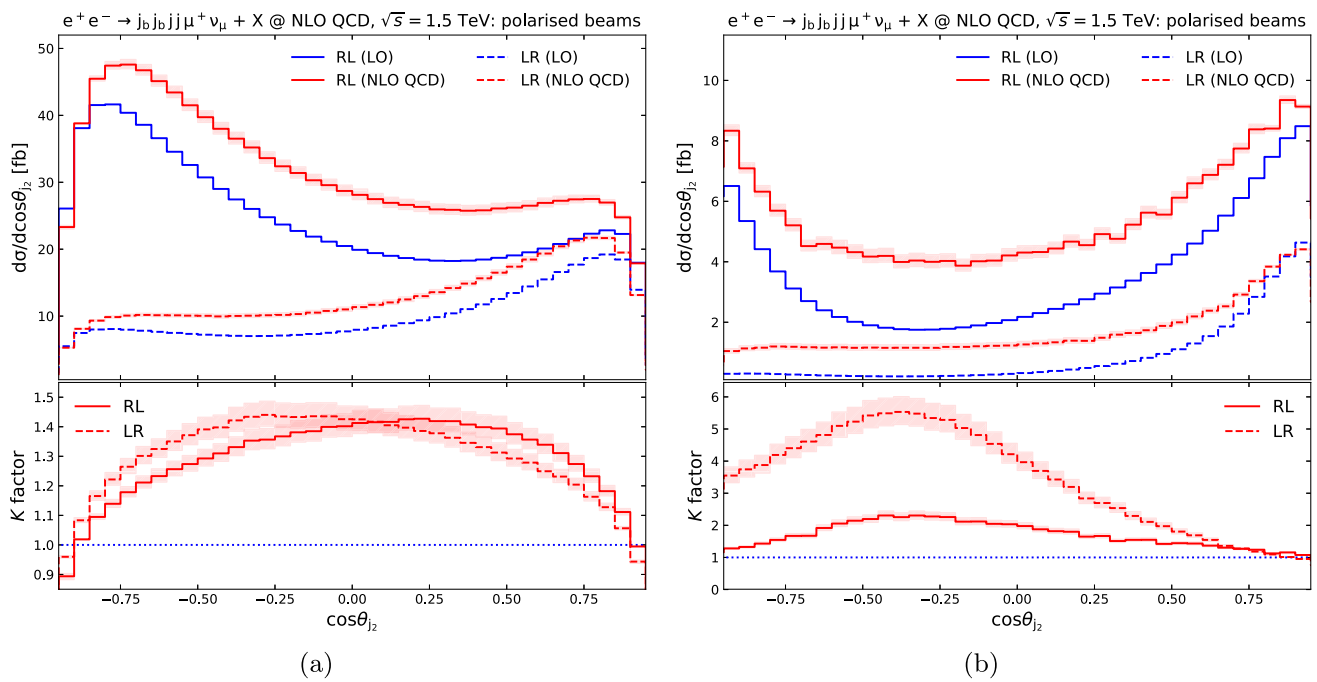 e⁺e⁻ → j_b j_b j j μ⁺ ν_μ + X @ NLO QCD, √s = 1.5 TeV: polarised beams
RL (LO)
RL (NLO QCD)
LR (LO)
LR (NLO QCD)
dσ/dcosθ_j₂ [fb]
50
40
30
20
10
RL
LR
K factor
1.5
1.4
1.3
1.2
1.1
1.0
0.9
−0.75 −0.50 −0.25 0.00 0.25 0.50 0.75
cosθ_j₂
(a)
e⁺e⁻ → j_b j_b j j μ⁺ ν_μ + X @ NLO QCD, √s = 1.5 TeV: polarised beams
RL (LO)
RL (NLO QCD)
LR (LO)
LR (NLO QCD)
dσ/dcosθ_j₂ [fb]
10
8
6
4
2
RL
LR
K factor
6
5
4
3
2
1
0
−0.75 −0.50 −0.25 0.00 0.25 0.50 0.75
cosθ_j₂
(b)